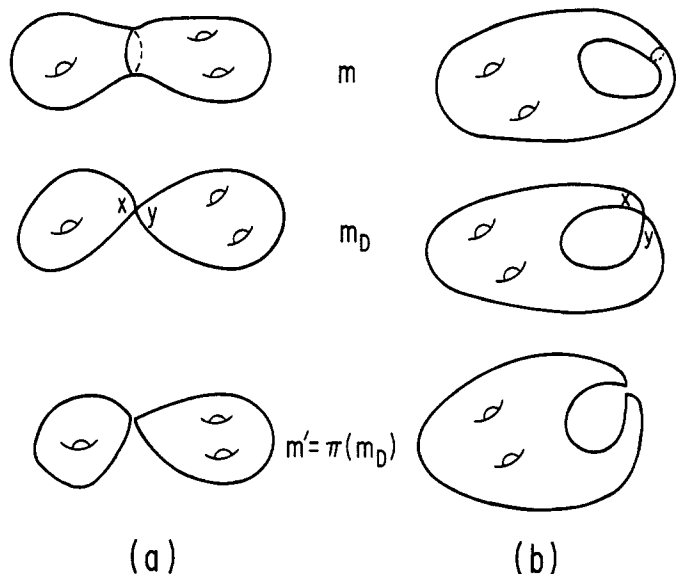 m
x y
m_D
x
y
m' = π(m_D)
(a)
(b)